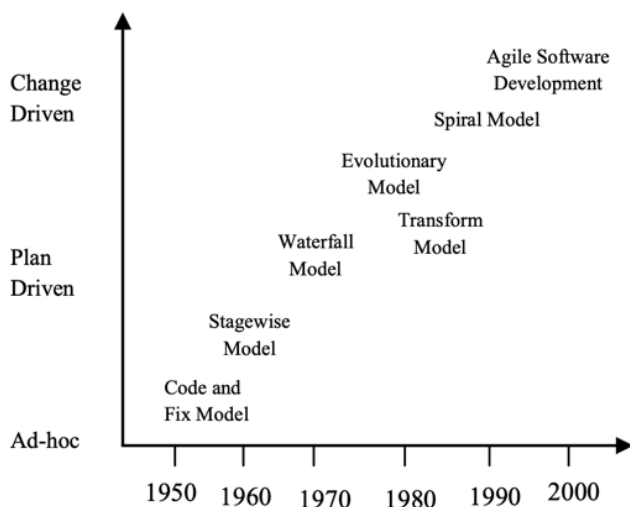 Agile Software
Development
Change
Driven
Spiral Model
Evolutionary
Model
Transform
Model
Waterfall
Model
Plan
Driven
Stagewise
Model
Code and
Fix Model
Ad-hoc
1950
1960
1970
1980
1990
2000